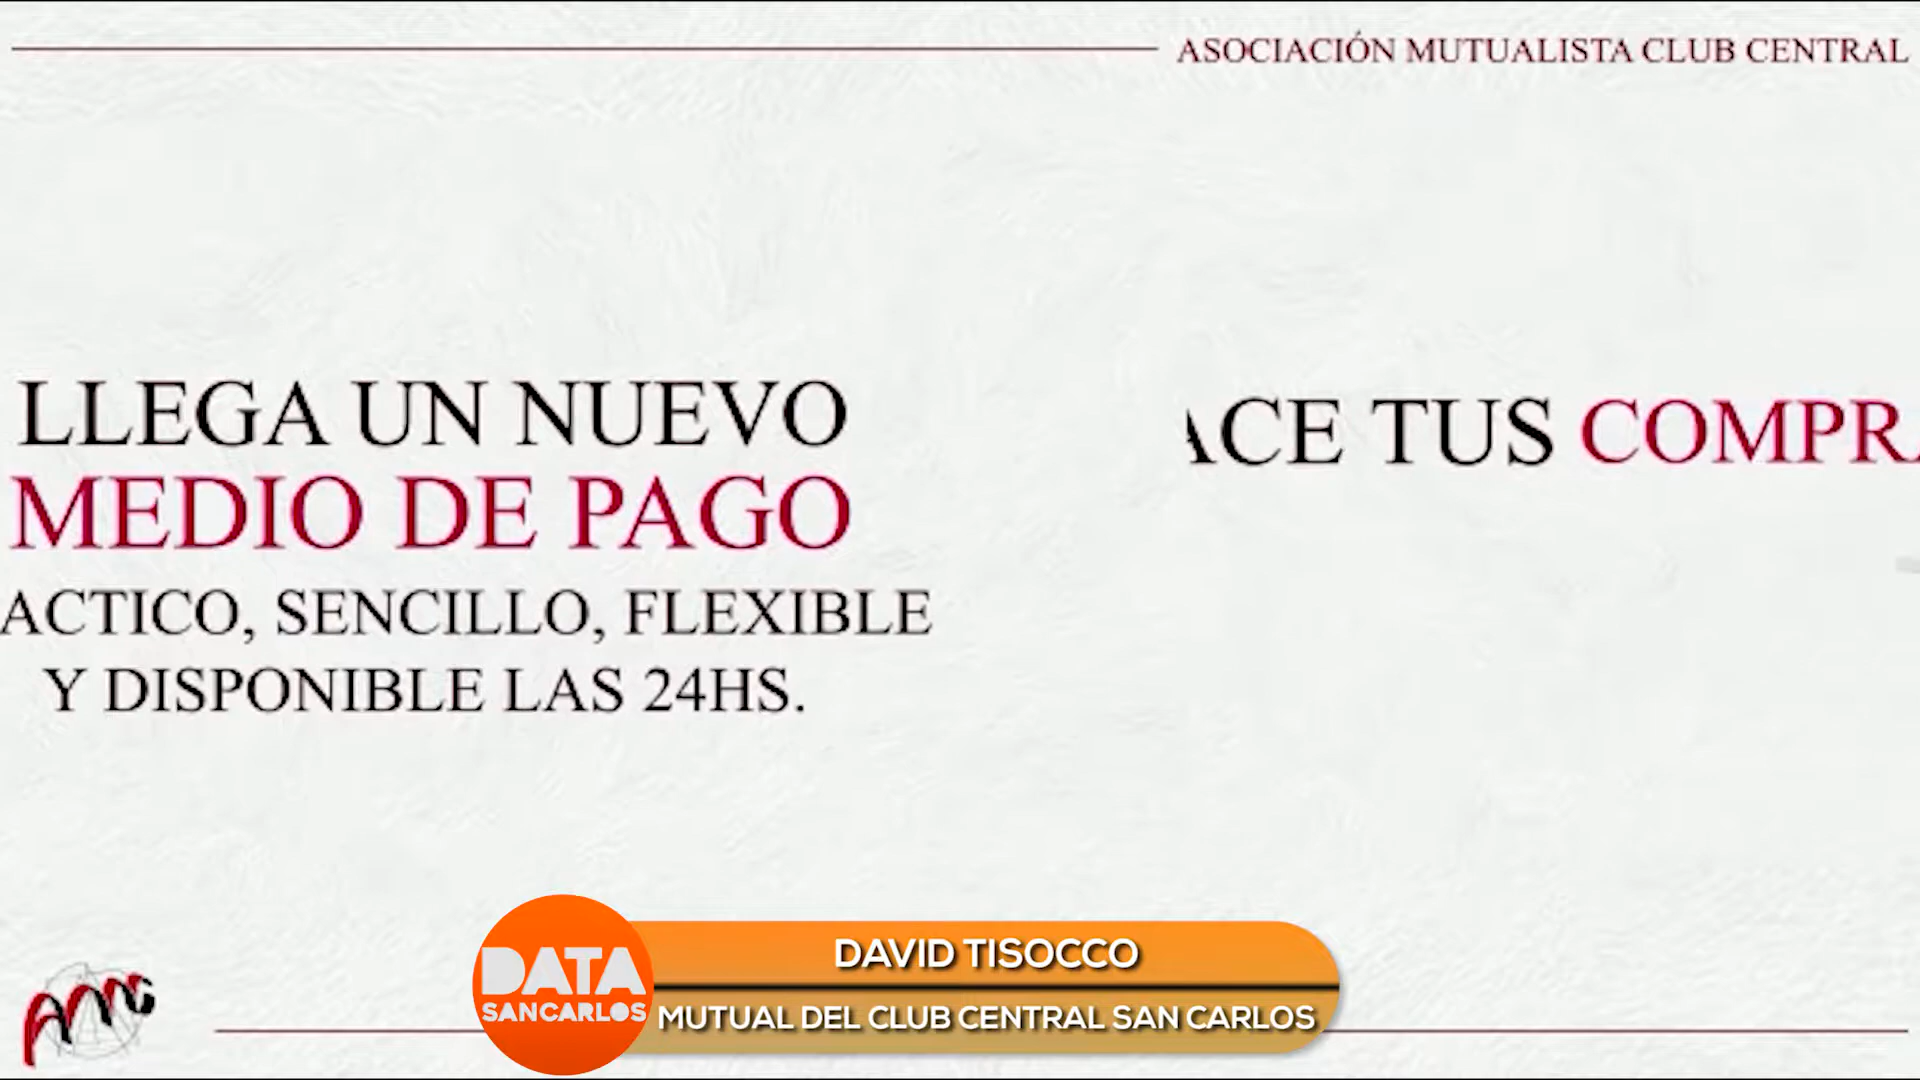 ASOCIACIÓN MUTUALISTA CLUB CENTRAL
LLEGA UN NUEVO
MEDIO DE PAGO
ACTICO, SENCILLO, FLEXIBLE
Y DISPONIBLE LAS 24HS.
ACE TUS COMPRA
DATA
SANCARLOS
DAVID TISOCCO
MUTUAL DEL CLUB CENTRAL SAN CARLOS